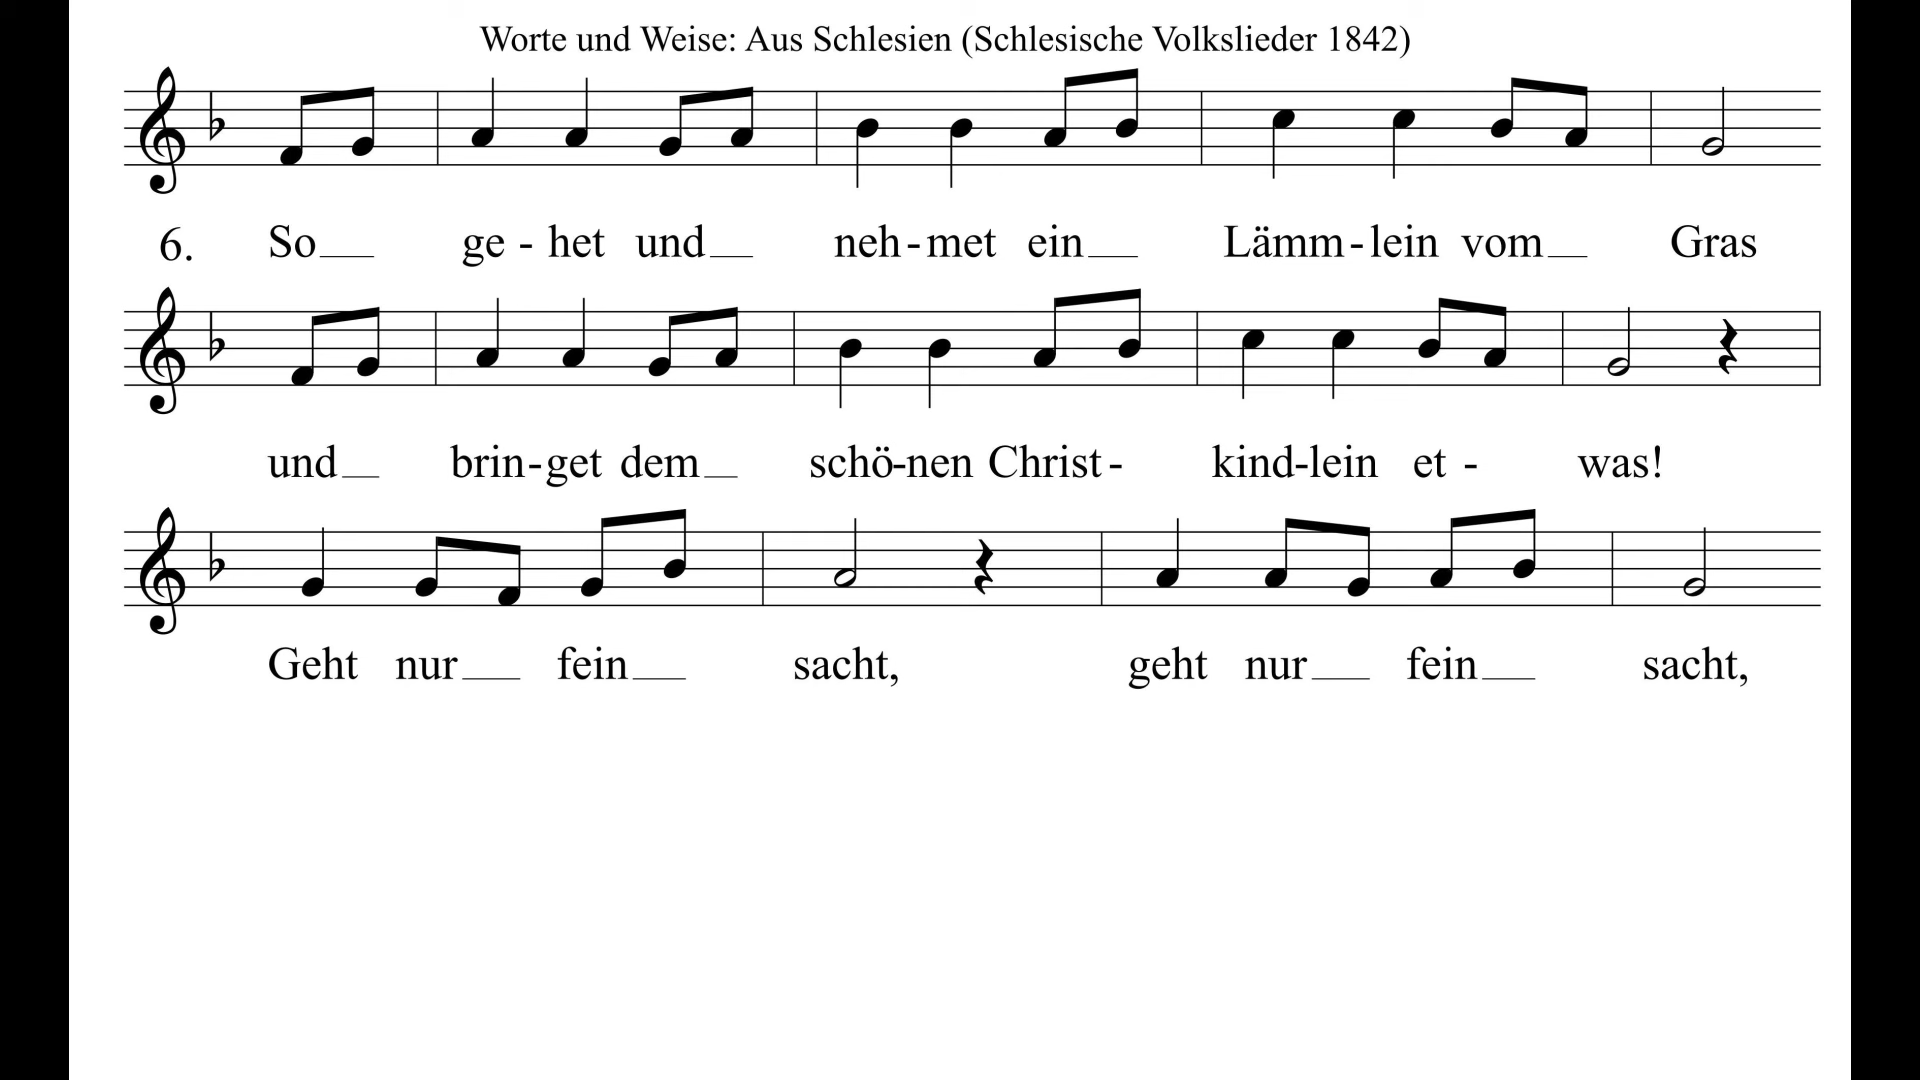 Worte und Weise: Aus Schlesien (Schlesische Volkslieder 1842)
6. So__ ge - het und__ neh - met ein__ Lämm - lein vom__ Gras
und__ brin - get dem__ schö - nen Christ - kind - lein et - was!
Geht nur__ fein__ sacht, geht nur__ fein__ sacht,